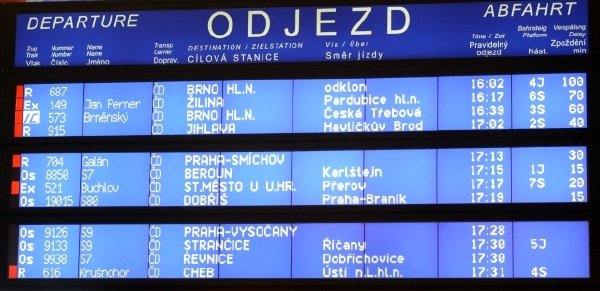 DEPARTURE ODJEZD ABFAHRT
Zug Nummer Name Transp. DESTINATION / ZIELSTATION Via / Über Time / Zeit Bahnsteig Verspätung
Train Number Name Carrier Pravidelný Platform Delay
Vlak Číslo Jméno Doprav. CÍLOVÁ STANICE Směr jízdy odjezd Nást. Zpoždění min
R 687 ČD BRNO HL.N. odklon 16:02 4J 100
Ex 149 Jan Perner ČD ŽILINA Pardubice hl.n. 16:17 6S 70
IC 573 Brněnský ČD BRNO HL.N. Česká Třebová 16:39 3S 60
R 915 ČD JIHLAVA Havlíčkův Brod 17:02 2S 40
R 704 Galán ČD PRAHA-SMÍCHOV 17:13 30
Os 8850 S7 ČD BEROUN Karlštejn 17:15 1J 15
Ex 521 Buchlov ČD ST.MĚSTO U U.HR. Přerov 17:17 7S 20
Os 19015 S80 ČD DOBŘÍŠ Praha-Braník 17:19 15
Os 9126 S9 ČD PRAHA-VYSOČANY 17:28
Os 9133 S9 ČD STRANČICE Říčany 17:30 5J
Os 9938 S7 ČD ŘEVNICE Dobřichovice 17:30
R 616 Krušnohor ČD CHEB Ústí n.L.hl.n. 17:31 4S